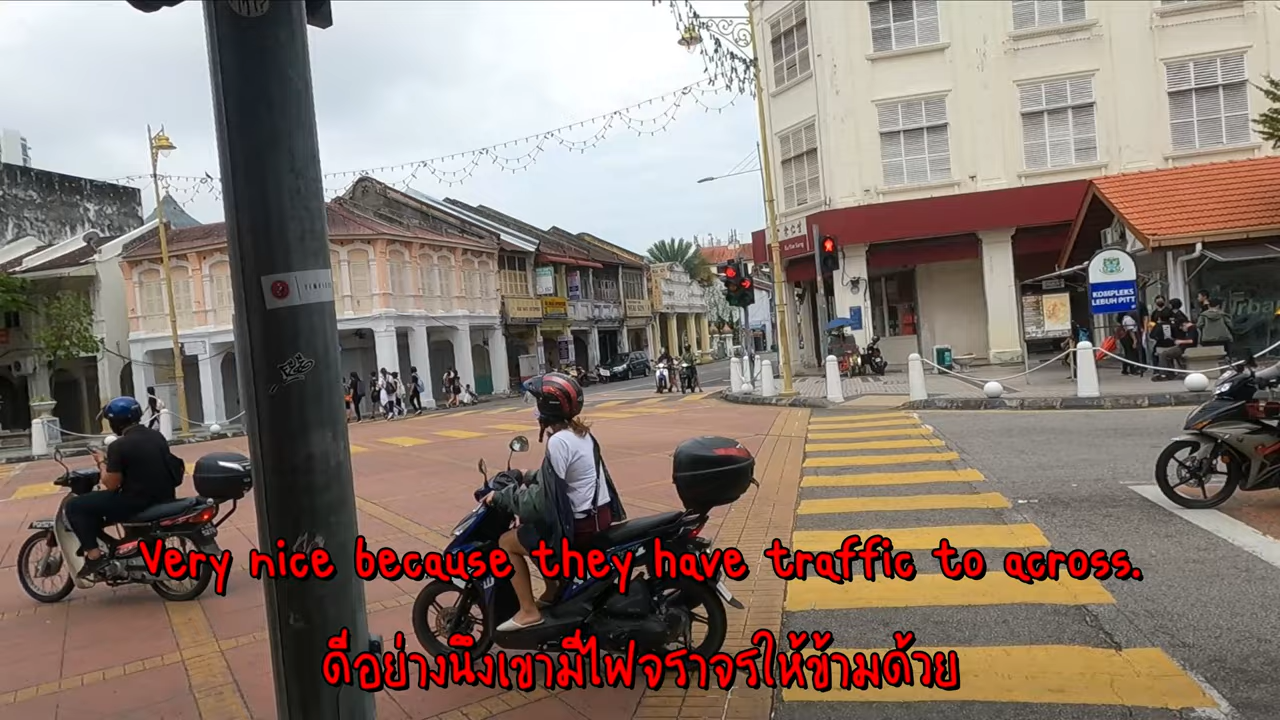 KOMPLEKS
LEBUH PITT
Very nice because they have traffic to across.
ดีอย่างนึงเขามีไฟจราจรให้ข้ามด้วย